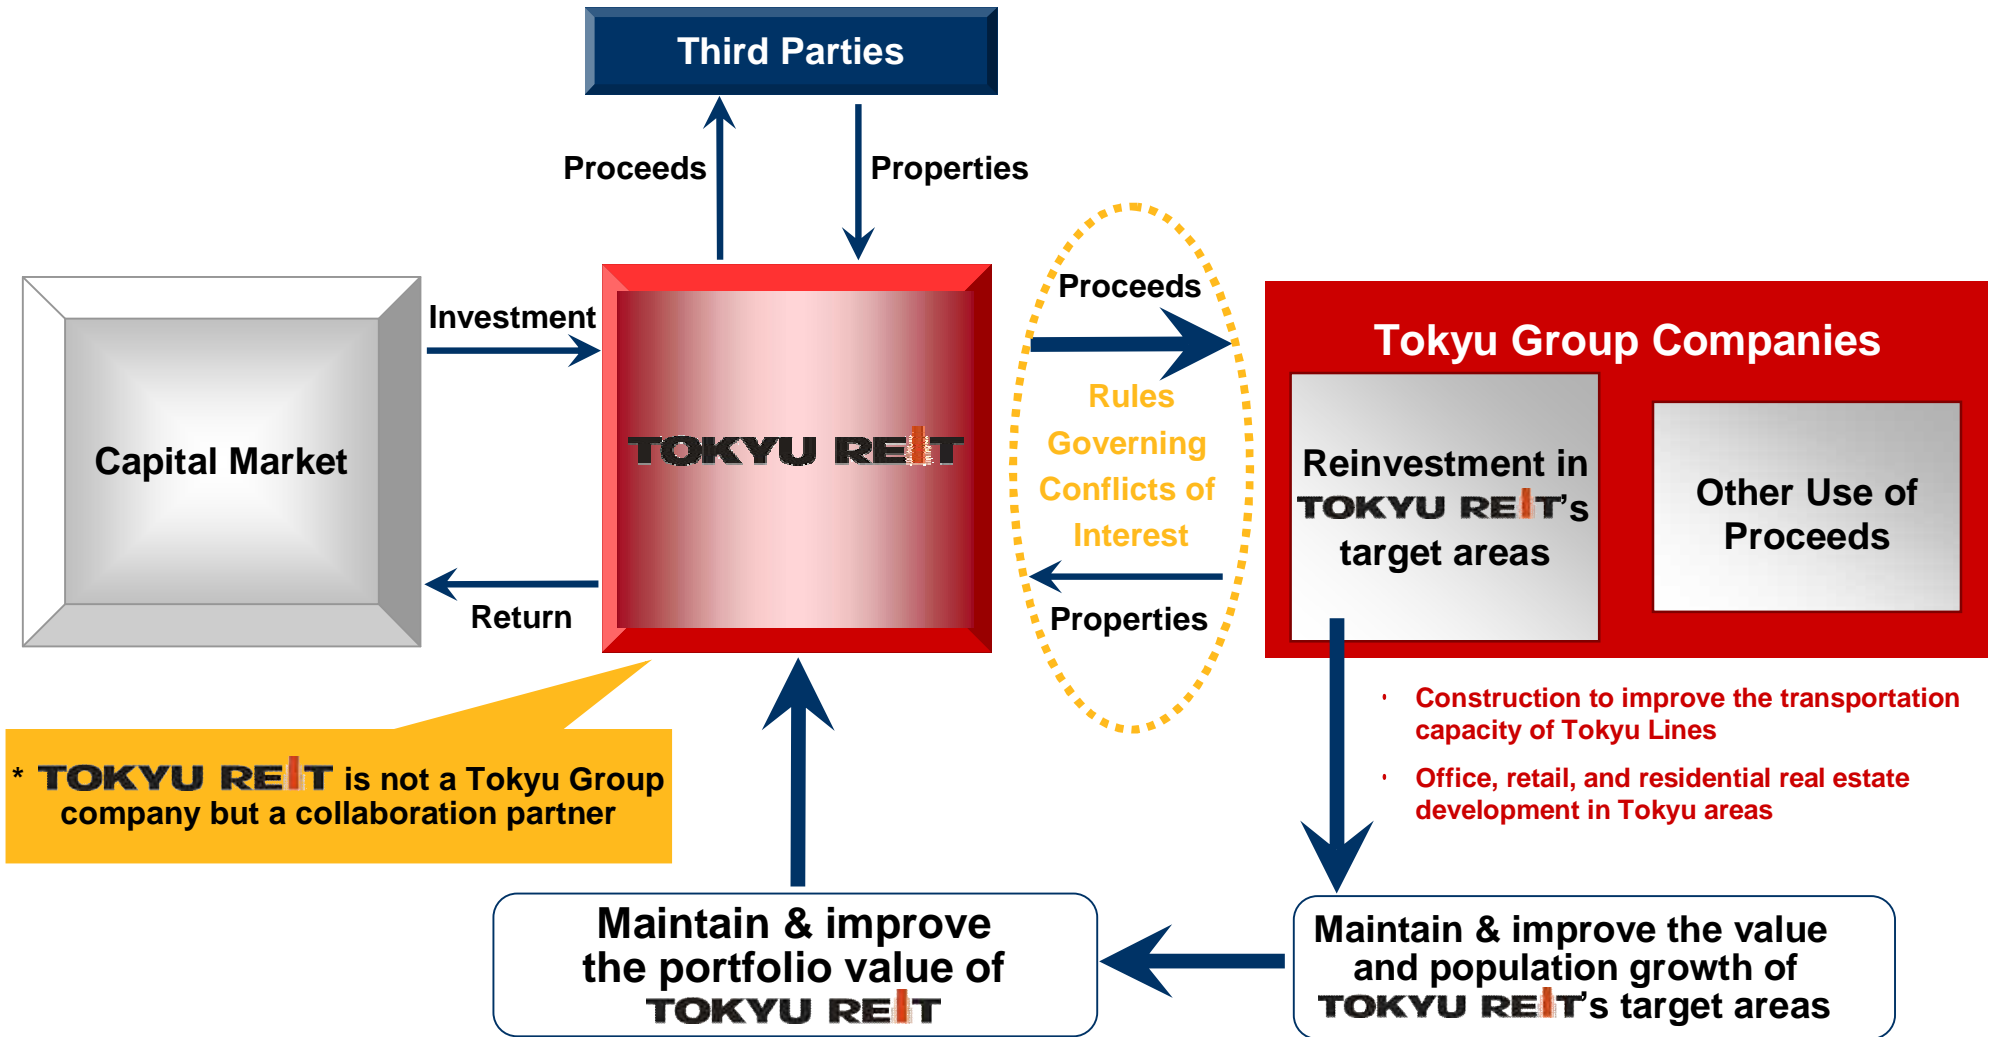 Third Parties
Proceeds
Properties
Capital Market
Investment
Return
TOKYU REIT
Proceeds
Rules
Governing
Conflicts of
Interest
Properties
Tokyu Group Companies
Reinvestment in
TOKYU REIT's
target areas
Other Use of
Proceeds
· Construction to improve the transportation
capacity of Tokyu Lines
· Office, retail, and residential real estate
development in Tokyu areas
* TOKYU REIT is not a Tokyu Group
company but a collaboration partner
Maintain & improve
the portfolio value of
TOKYU REIT
Maintain & improve the value
and population growth of
TOKYU REIT's target areas